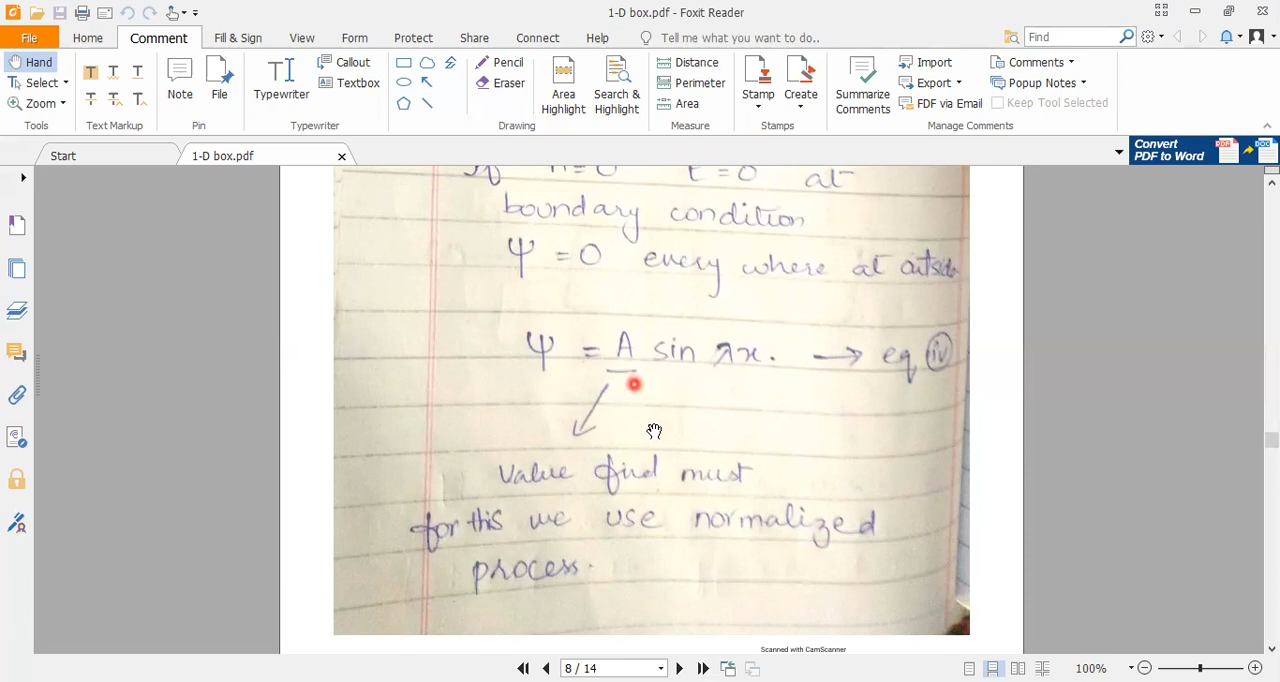 1-D box.pdf - Foxit Reader
File Home Comment Fill & Sign View Form Protect Share Connect Help Tell me what you want to do.. Find
Hand
Select
Zoom
Tools
Text Markup
Note
File
Pin
Typewriter
Callout
Textbox
Typewriter
Pencil
Eraser
Drawing
Area
Highlight
Search &
Highlight
Distance
Perimeter
Area
Measure
Stamp
Create
Stamps
Summarize
Comments
Import
Export
FDF via Email
Comments
Popup Notes
Keep Tool Selected
Manage Comments
Start
1-D box.pdf
Convert
PDF to Word
at
boundary condition
Ψ = 0 every where at outside
Ψ = A sin πx. → eq (iv)
value find must
for this we use normalized
process.
Scanned with CamScanner
8 / 14
100%